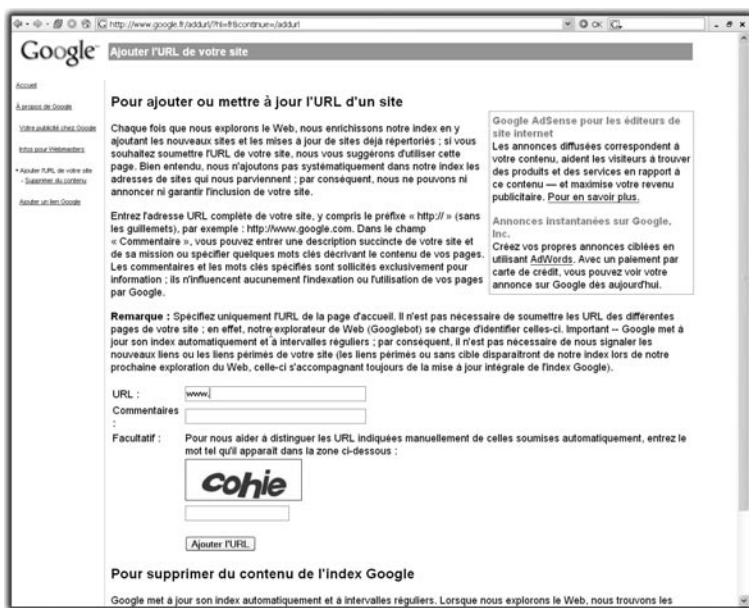 http://www.google.fr/addurl/?hl=fr&continue=/addurl
OK
Google
Ajouter l'URL de votre site
Accueil
À propos de Google
Votre publicité chez Google
Infos pour Webmasters
Ajouter l'URL de votre site
- Supprimer du contenu
Ajouter un lien Google
Pour ajouter ou mettre à jour l'URL d'un site
Chaque fois que nous explorons le Web, nous enrichissons notre index en y
ajoutant les nouveaux sites et les mises à jour de sites déjà répertoriés ; si vous
souhaitez soumettre l'URL de votre site, nous vous suggérons d'utiliser cette
page. Bien entendu, nous n'ajoutons pas systématiquement dans notre index les
adresses de sites qui nous parviennent ; par conséquent, nous ne pouvons ni
annoncer ni garantir l'inclusion de votre site.
Entrez l'adresse URL complète de votre site, y compris le préfixe « http:// » (sans
les guillemets), par exemple : http://www.google.com. Dans le champ
« Commentaire », vous pouvez entrer une description succincte de votre site et
de sa mission ou spécifier quelques mots clés décrivant le contenu de vos pages.
Les commentaires et les mots clés spécifiés sont sollicités exclusivement pour
information ; ils n'influencent aucunement l'indexation ou l'utilisation de vos pages
par Google.
Google AdSense pour les éditeurs de
site internet
Les annonces diffusées correspondent à
votre contenu, aident les visiteurs à trouver
des produits et des services en rapport à
ce contenu — et maximise votre revenu
publicitaire. Pour en savoir plus.
Annonces instantanées sur Google,
Inc.
Créez vos propres annonces ciblées en
utilisant AdWords. Avec un paiement par
carte de crédit, vous pouvez voir votre
annonce sur Google dès aujourd'hui.
Remarque : Spécifiez uniquement l'URL de la page d'accueil. Il n'est pas nécessaire de soumettre les URL des différentes
pages de votre site ; en effet, notre explorateur de Web (Googlebot) se charge d'identifier celles-ci. Important -- Google met à
jour son index automatiquement et à intervalles réguliers ; par conséquent, il n'est pas nécessaire de nous signaler les
nouveaux liens ou les liens périmés de votre site (les liens périmés ou sans cible disparaîtront de notre index lors de notre
prochaine exploration du Web, celle-ci s'accompagnant toujours de la mise à jour intégrale de l'index Google).
URL : www.
Commentaires
:
Facultatif : Pour nous aider à distinguer les URL indiquées manuellement de celles soumises automatiquement, entrez le
mot tel qu'il apparaît dans la zone ci-dessous :
cohie
Ajouter l'URL
Pour supprimer du contenu de l'index Google
Google met à jour son index automatiquement et à intervalles réguliers. Lorsque nous explorons le Web, nous trouvons les